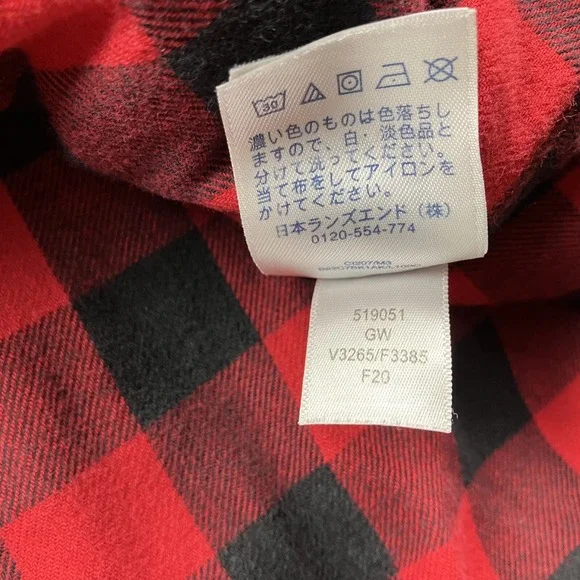 30
濃い色のものは色落ちし
ますので、白・淡色品と
分けて洗ってください。
当て布をしてアイロンを
かけてください。
日本ランズエンド（株）
0120-554-774
519051
GW
V3265/F3385
F20